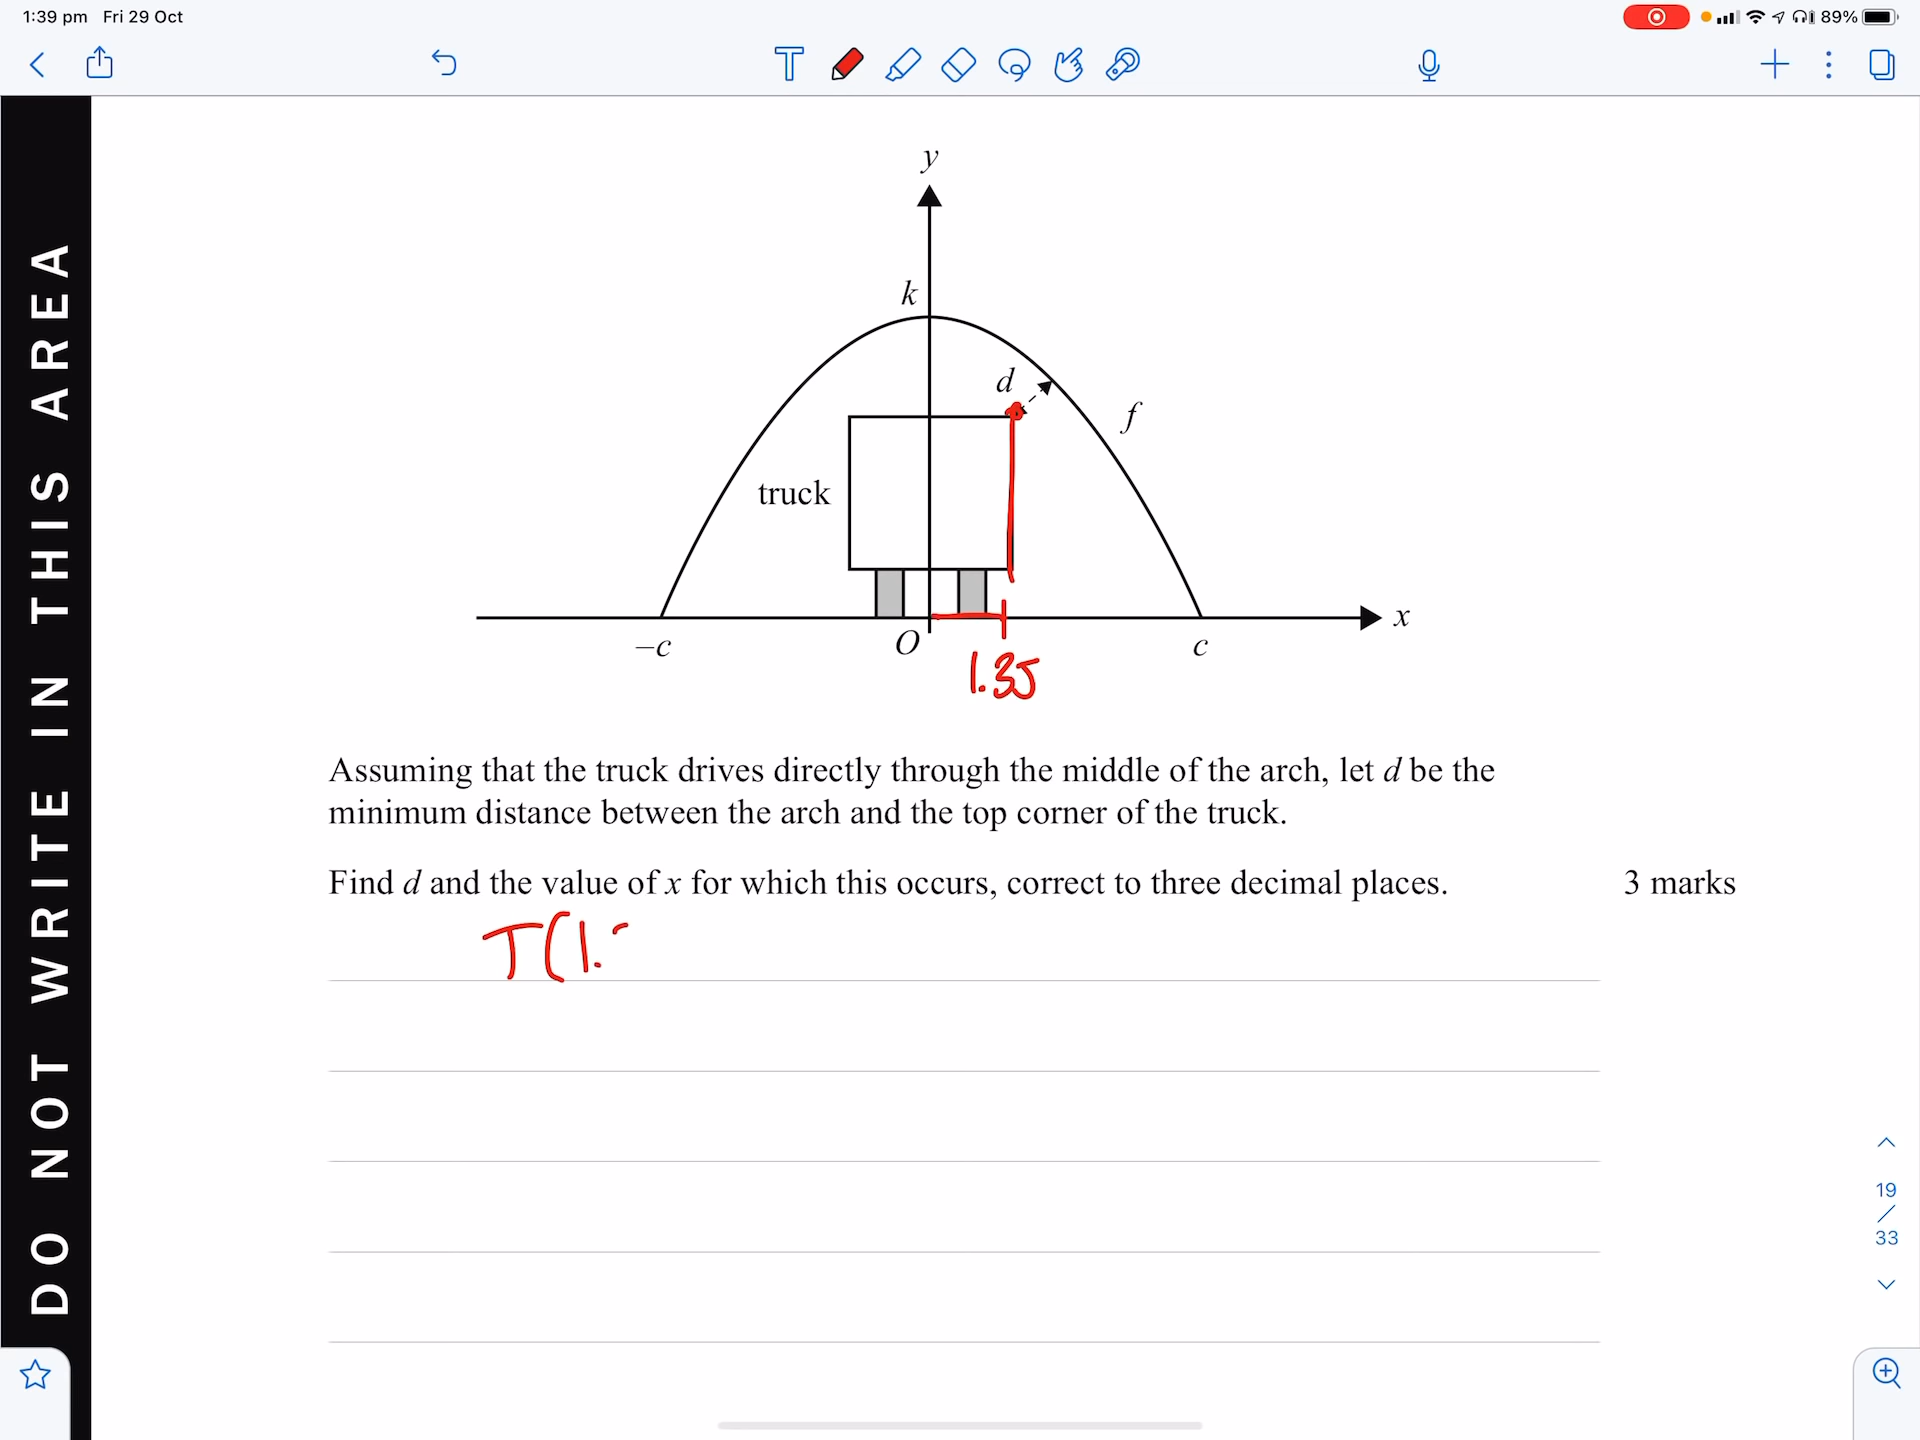 1:39 pm Fri 29 Oct
89%
DO NOT WRITE IN THIS AREA
y
k
d
f
truck
x
−c
O
c
1.35
Assuming that the truck drives directly through the middle of the arch, let d be the
minimum distance between the arch and the top corner of the truck.
Find d and the value of x for which this occurs, correct to three decimal places. 3 marks
T(1.
19
/
33